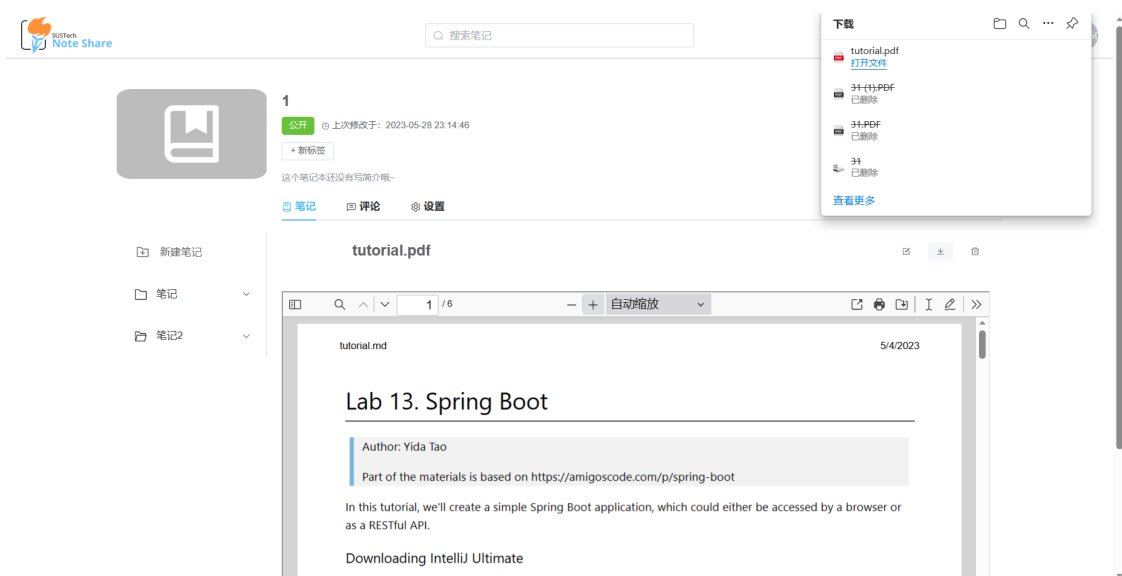 SUSTech
Note Share
搜索笔记
下载
tutorial.pdf
打开文件
31 (1).PDF
已删除
31.PDF
已删除
31
已删除
查看更多
1
公开 上次修改于：2023-05-28 23:14:46
+ 新标签
这个笔记本还没有写简介哦~
笔记 评论 设置
新建笔记
笔记
笔记2
tutorial.pdf
1 / 6 自动缩放
tutorial.md 5/4/2023
Lab 13. Spring Boot
Author: Yida Tao
Part of the materials is based on https://amigoscode.com/p/spring-boot
In this tutorial, we'll create a simple Spring Boot application, which could either be accessed by a browser or
as a RESTful API.
Downloading IntelliJ Ultimate